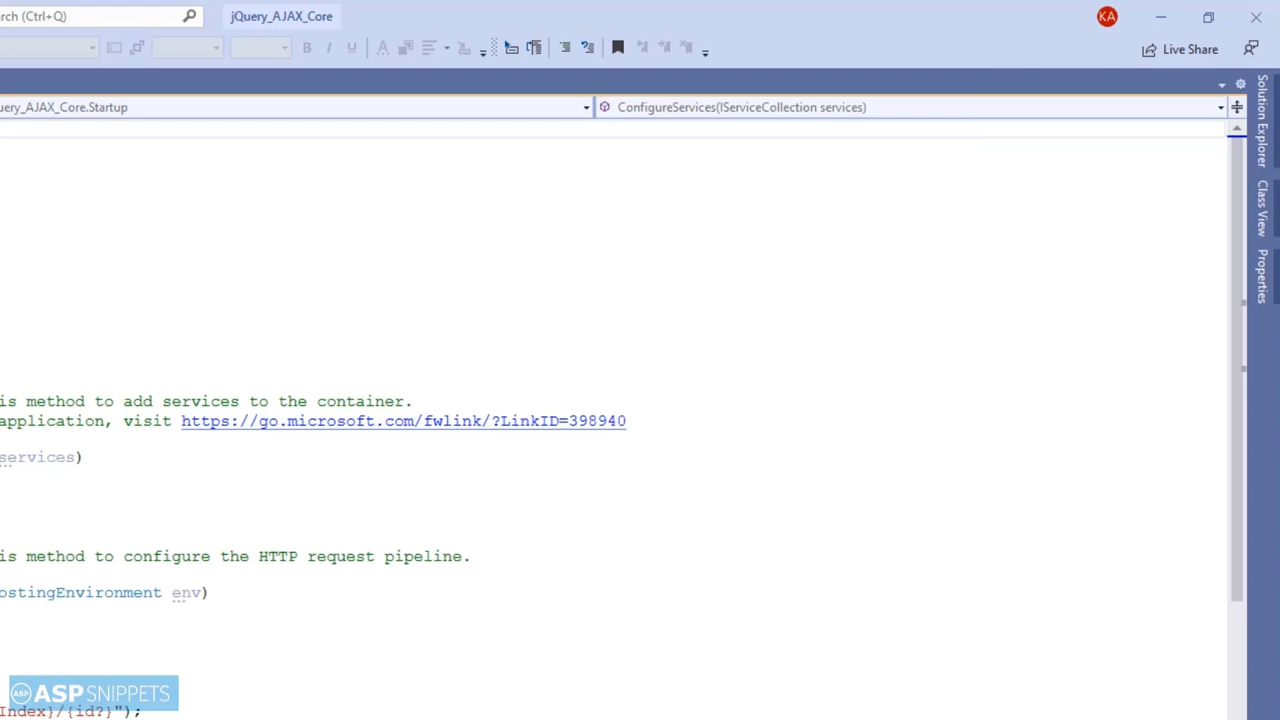 rch (Ctrl+Q)
jQuery_AJAX_Core
KA
B I U A
Live Share
uery_AJAX_Core.Startup
ConfigureServices(IServiceCollection services)
Solution Explorer
Class View
Properties
is method to add services to the container.
application, visit https://go.microsoft.com/fwlink/?LinkID=398940
services)
is method to configure the HTTP request pipeline.
ostingEnvironment env)
ASP SNIPPETS
Index}/{id?}");